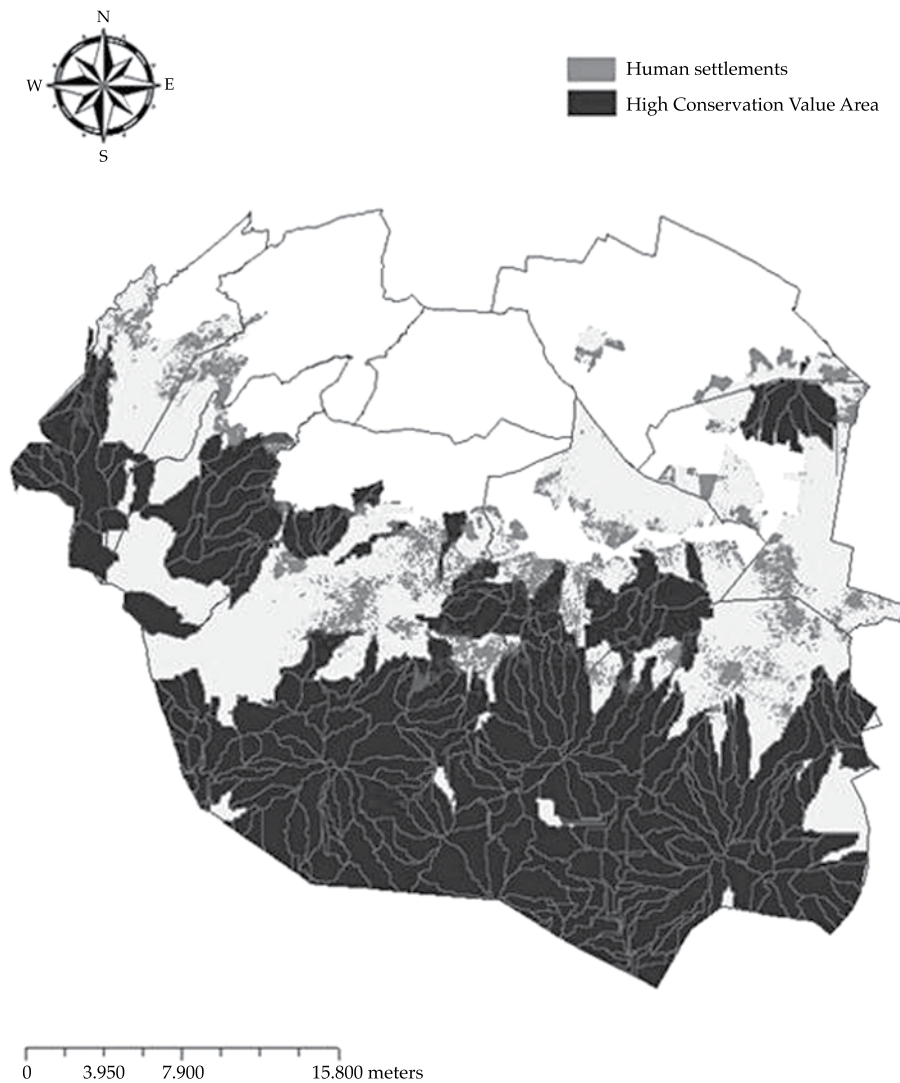 N
W E
S
Human settlements
High Conservation Value Area
0 3.950 7.900 15.800 meters